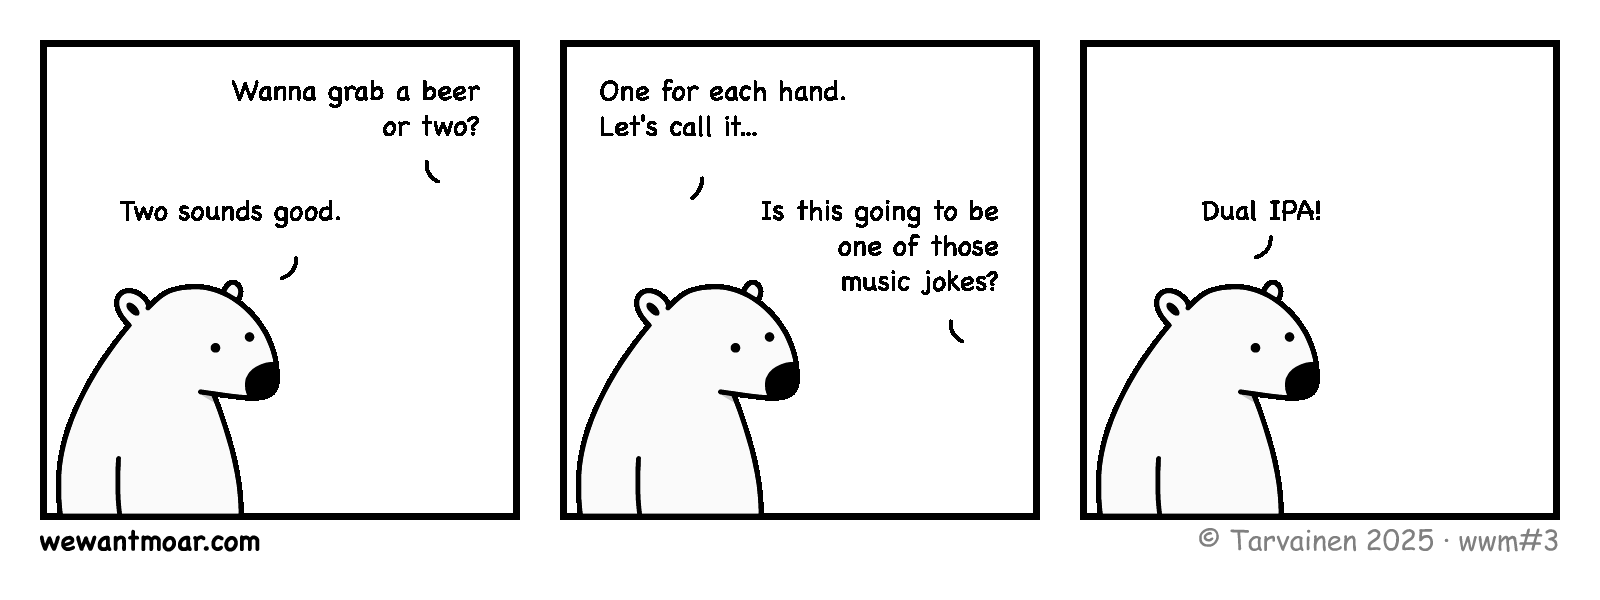 Wanna grab a beer
or two?
Two sounds good.
One for each hand.
Let's call it...
Is this going to be
one of those
music jokes?
Dual IPA!
wewantmoar.com
© Tarvainen 2025 · wwm#3